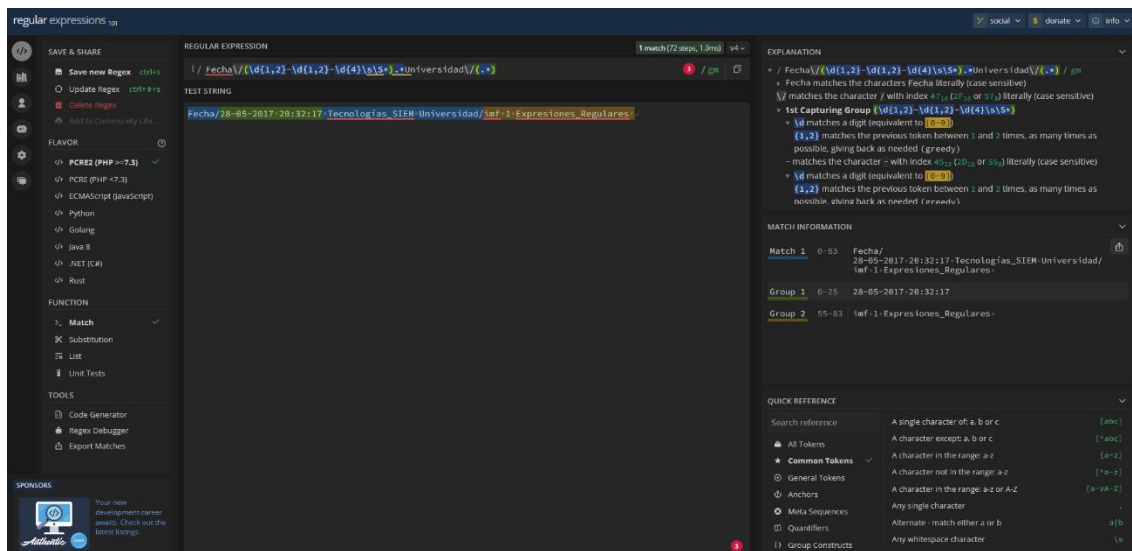 regular expressions 101
social
$ donate
info
SAVE & SHARE
Save new Regex ctrl+s
Update Regex ctrl+⇧+s
Delete Regex
Add to Community Libr...
FLAVOR
PCRE2 (PHP >=7.3)
PCRE (PHP <7.3)
ECMAScript (JavaScript)
Python
Golang
Java 8
.NET (C#)
Rust
FUNCTION
Match
Substitution
List
Unit Tests
TOOLS
Code Generator
Regex Debugger
Export Matches
SPONSORS
Authentic
Your new
development career
awaits. Check out the
latest listings.
REGULAR EXPRESSION
1 match (72 steps, 1.0ms) v4
/ Fecha\/(\d{1,2}-\d{1,2}-\d{4}\s\S*).*Universidad\/(.*) 3 / gm
TEST STRING
Fecha/28-05-2017·20:32:17·Tecnologías_SIEM·Universidad/imf·1·Expresiones_Regulares·
3
EXPLANATION
/ Fecha\/(\d{1,2}-\d{1,2}-\d{4}\s\S*).*Universidad\/(.*) / gm
Fecha matches the characters Fecha literally (case sensitive)
\/ matches the character / with index 47₁₀ (2F₁₆ or 57₈) literally (case sensitive)
1st Capturing Group (\d{1,2}-\d{1,2}-\d{4}\s\S*)
\d matches a digit (equivalent to [0-9])
{1,2} matches the previous token between 1 and 2 times, as many times as
possible, giving back as needed (greedy)
- matches the character - with index 45₁₀ (2D₁₆ or 55₈) literally (case sensitive)
\d matches a digit (equivalent to [0-9])
{1,2} matches the previous token between 1 and 2 times, as many times as
possible, giving back as needed (greedy)
MATCH INFORMATION
Match 1 0-83 Fecha/
28-05-2017·20:32:17·Tecnologías_SIEM·Universidad/
imf·1·Expresiones_Regulares·
Group 1 6-25 28-05-2017·20:32:17
Group 2 55-83 imf·1·Expresiones_Regulares·
QUICK REFERENCE
Search reference
All Tokens
Common Tokens
General Tokens
Anchors
Meta Sequences
Quantifiers
Group Constructs
A single character of: a, b or c [abc]
A character except: a, b or c [^abc]
A character in the range: a-z [a-z]
A character not in the range: a-z [^a-z]
A character in the range: a-z or A-Z [a-zA-Z]
Any single character .
Alternate - match either a or b a|b
Any whitespace character \s